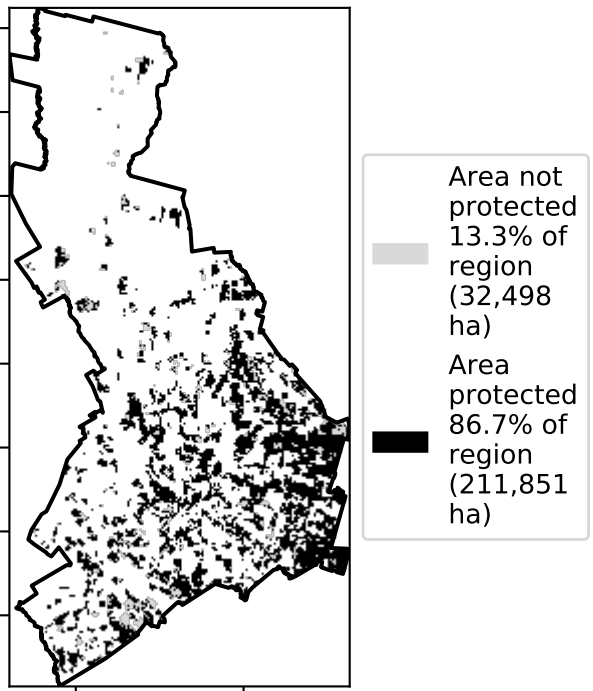 Area not
protected
13.3% of
region
(32,498
ha)
Area
protected
86.7% of
region
(211,851
ha)